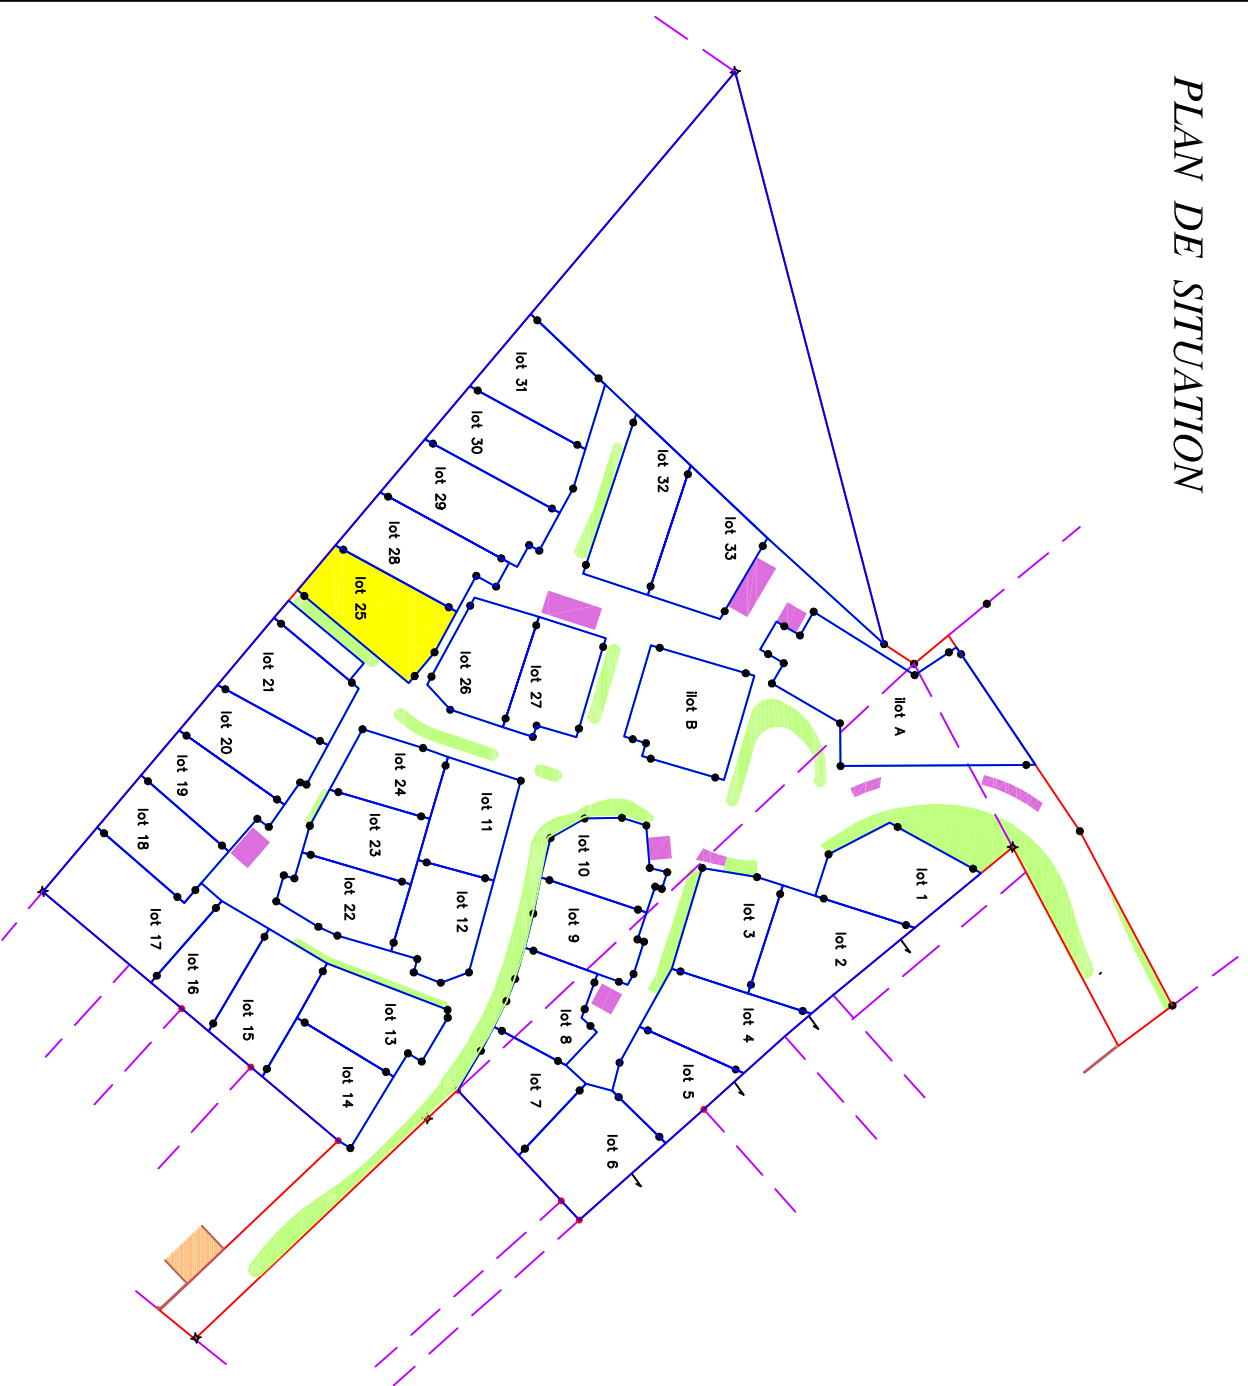 PLAN DE SITUATION
lot 31
lot 30
lot 29
lot 28
lot 25
lot 32
lot 33
lot 26
lot 27
ilot B
ilot A
lot 21
lot 20
lot 19
lot 18
lot 17
lot 16
lot 15
lot 14
lot 13
lot 24
lot 23
lot 22
lot 11
lot 12
lot 10
lot 9
lot 8
lot 7
lot 6
lot 5
lot 4
lot 3
lot 2
lot 1